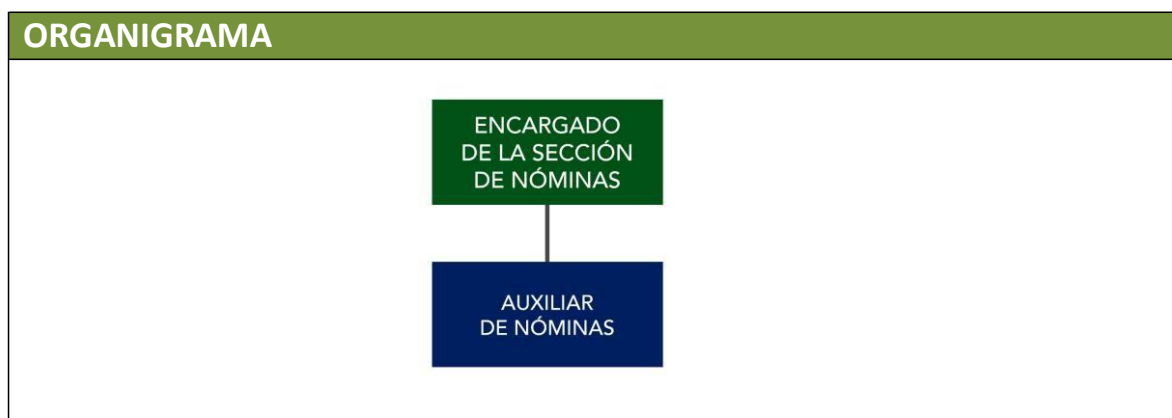 ORGANIGRAMA
ENCARGADO
DE LA SECCIÓN
DE NÓMINAS
AUXILIAR
DE NÓMINAS